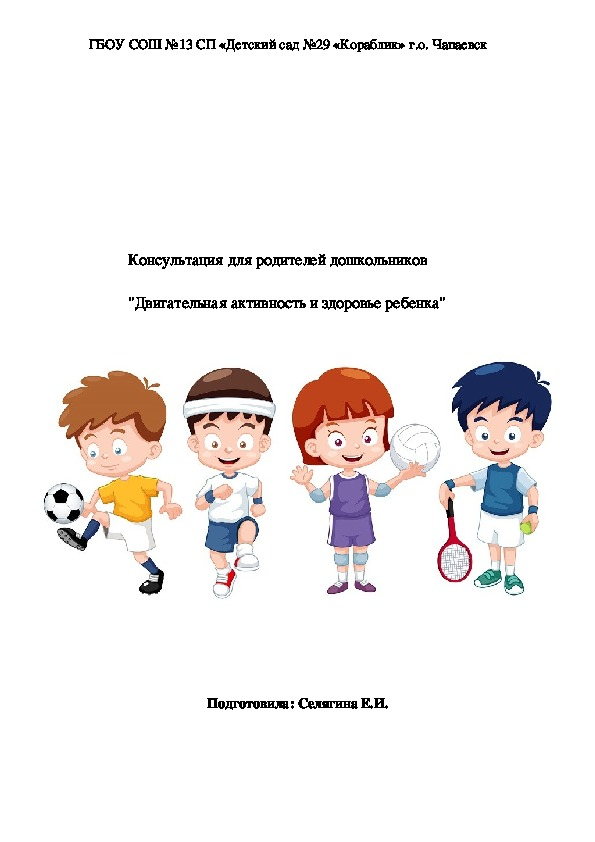 ГБОУ СОШ №13 СП «Детский сад №29 «Кораблик» г.о. Чапаевск
Консультация для родителей дошкольников
"Двигательная активность и здоровье ребенка"
Подготовила: Селягина Е.И.